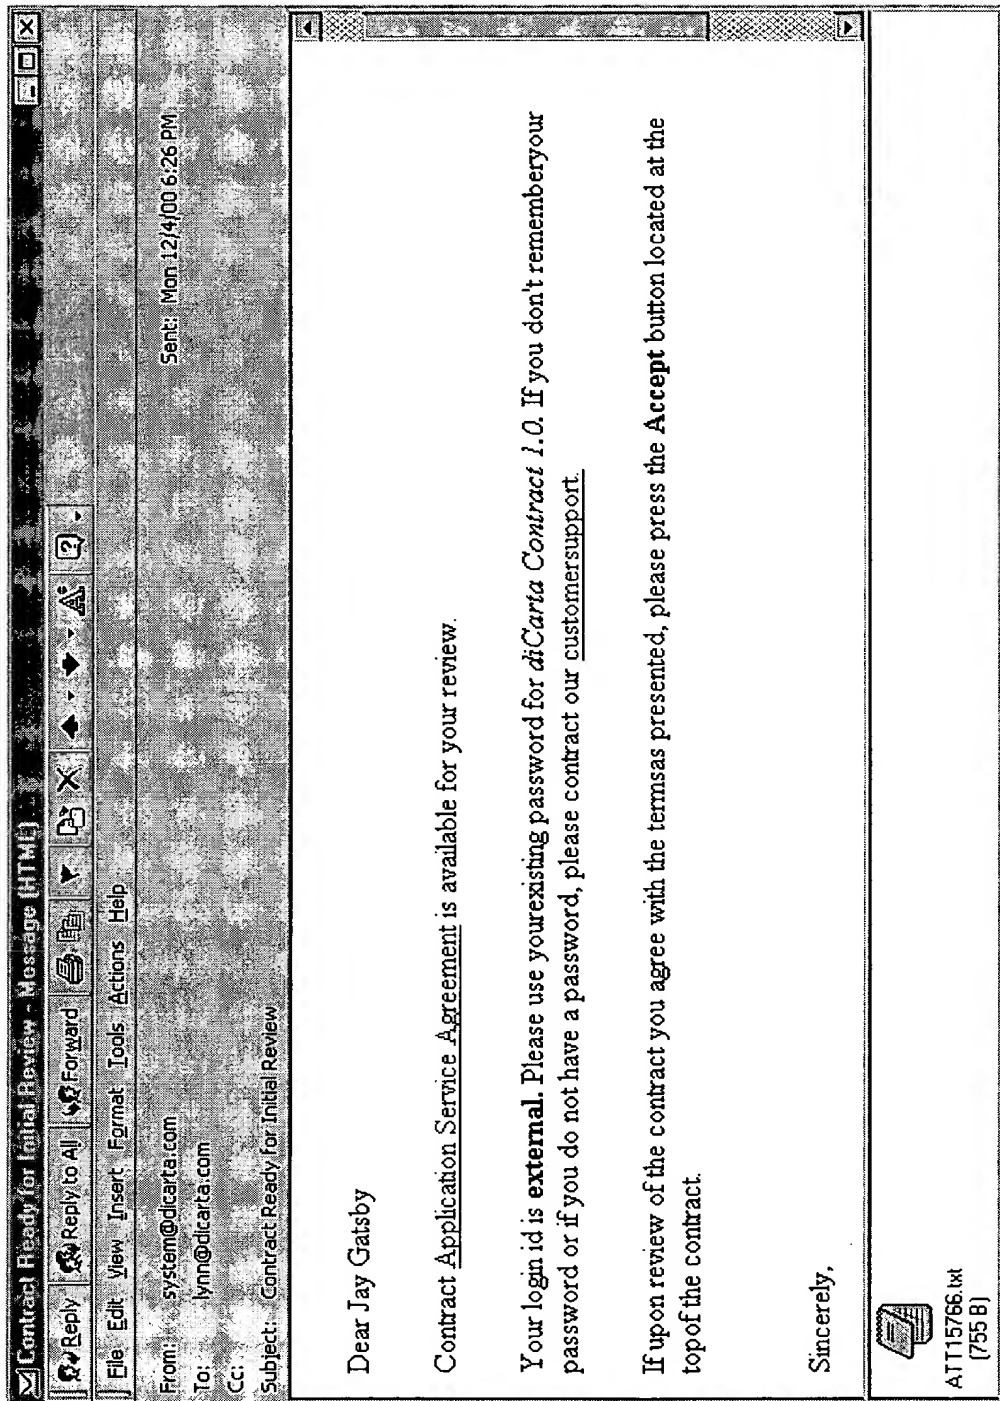 Contract Ready for Initial Review - Message (HTML)
Reply Reply to All Forward
File Edit View Insert Format Tools Actions Help
From: system@dicarta.com Sent: Mon 12/4/00 6:26 PM
To: lynn@dicarta.com
Cc:
Subject: Contract Ready for Initial Review
Dear Jay Gatsby
Contract Application Service Agreement is available for your review.
Your login id is external. Please use yourexisting password for diCarta Contract 1.0. If you don't rememberyour
password or if you do not have a password, please contract our customersupport.
If upon review of the contract you agree with the termsas presented, please press the Accept button located at the
topof the contract.
Sincerely,
ATT15766.txt
(755 B)